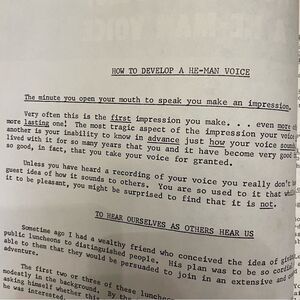 HOW TO DEVELOP A HE-MAN VOICE
The minute you open your mouth to speak you make an impression.
Very often this is the first impression you make. . . even more
more lasting one! The most tragic aspect of the impression your voice
another is your inability to know in advance just how your voice sounds
lived with it for so many years that you and it have become very good
so good, in fact, that you take your voice for granted.
Unless you have heard a recording of your voice you really don't
guest idea of how it sounds to others. You are so used to it that
it to be pleasant, you might be surprised to find that it is not.
TO HEAR OURSELVES AS OTHERS HEAR US
Sometime ago I had a wealthy friend who conceived the idea of
public luncheons to distinguished people. His plan was to be so cordial
able to them that they would be persuaded to join in an extensive and
adventure.
The first two or three of these luncheons
modestly in the background. By the
asking himself whether this
he was interested.